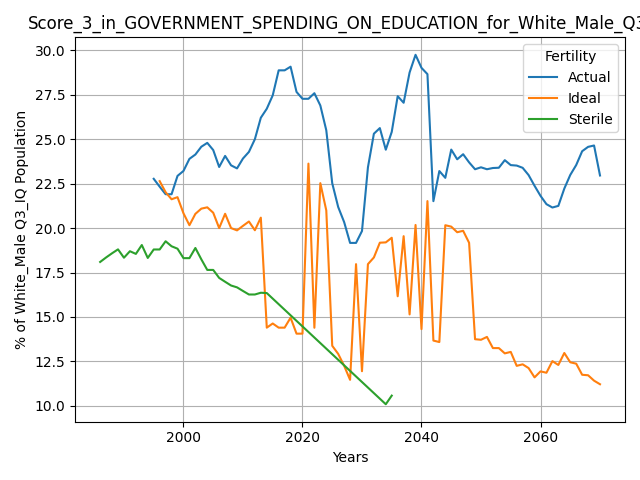 Score_3_in_GOVERNMENT_SPENDING_ON_EDUCATION_for_White_Male_Q3
Fertility
Actual
Ideal
Sterile
% of White_Male Q3_IQ Population
30.0
27.5
25.0
22.5
20.0
17.5
15.0
12.5
10.0
2000
2020
2040
2060
Years